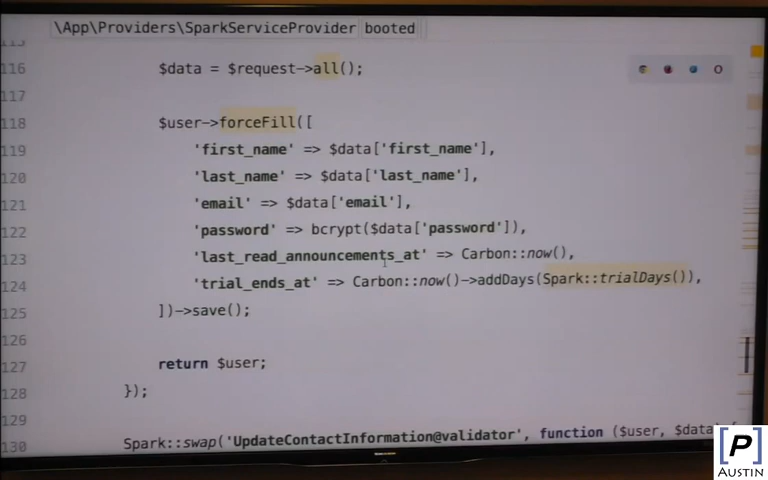 \App\Providers\SparkServiceProvider booted
115
116 $data = $request->all();
117
118 $user->forceFill([
119 'first_name' => $data['first_name'],
120 'last_name' => $data['last_name'],
121 'email' => $data['email'],
122 'password' => bcrypt($data['password']),
123 'last_read_announcements_at' => Carbon::now(),
124 'trial_ends_at' => Carbon::now()->addDays(Spark::trialDays()),
125 ])->save();
126
127 return $user;
128 });
129
130 Spark::swap('UpdateContactInformation@validator', function ($user, $data) {
[P]
AUSTIN